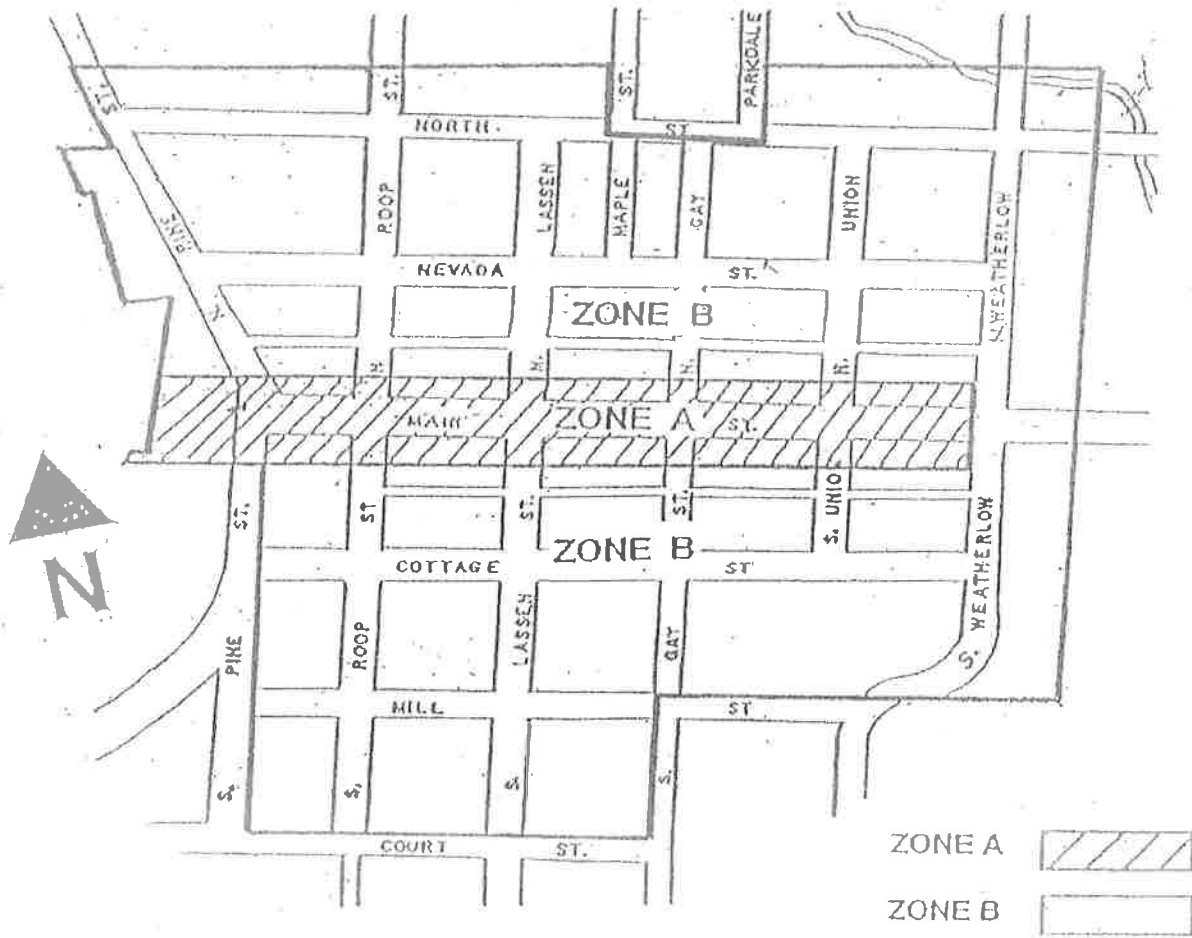 ST.
ST.
ST.
PARKDALE
NORTH
ST
PINE
ROOP
LASSEN
MAPLE
GAY
UNION
N. WEATHERLOW
NEVADA
ST.
N.
ZONE B
N.
N.
N.
N.
MAIN
ZONE A
ST.
ST.
ST
ST.
ST.
S. UNION
ZONE B
COTTAGE
ST
S. WEATHERLOW
N
PINE
ROOP
LASSEN
GAY
MILL
ST
S.
S.
S.
S.
COURT
ST.
ZONE A
ZONE B